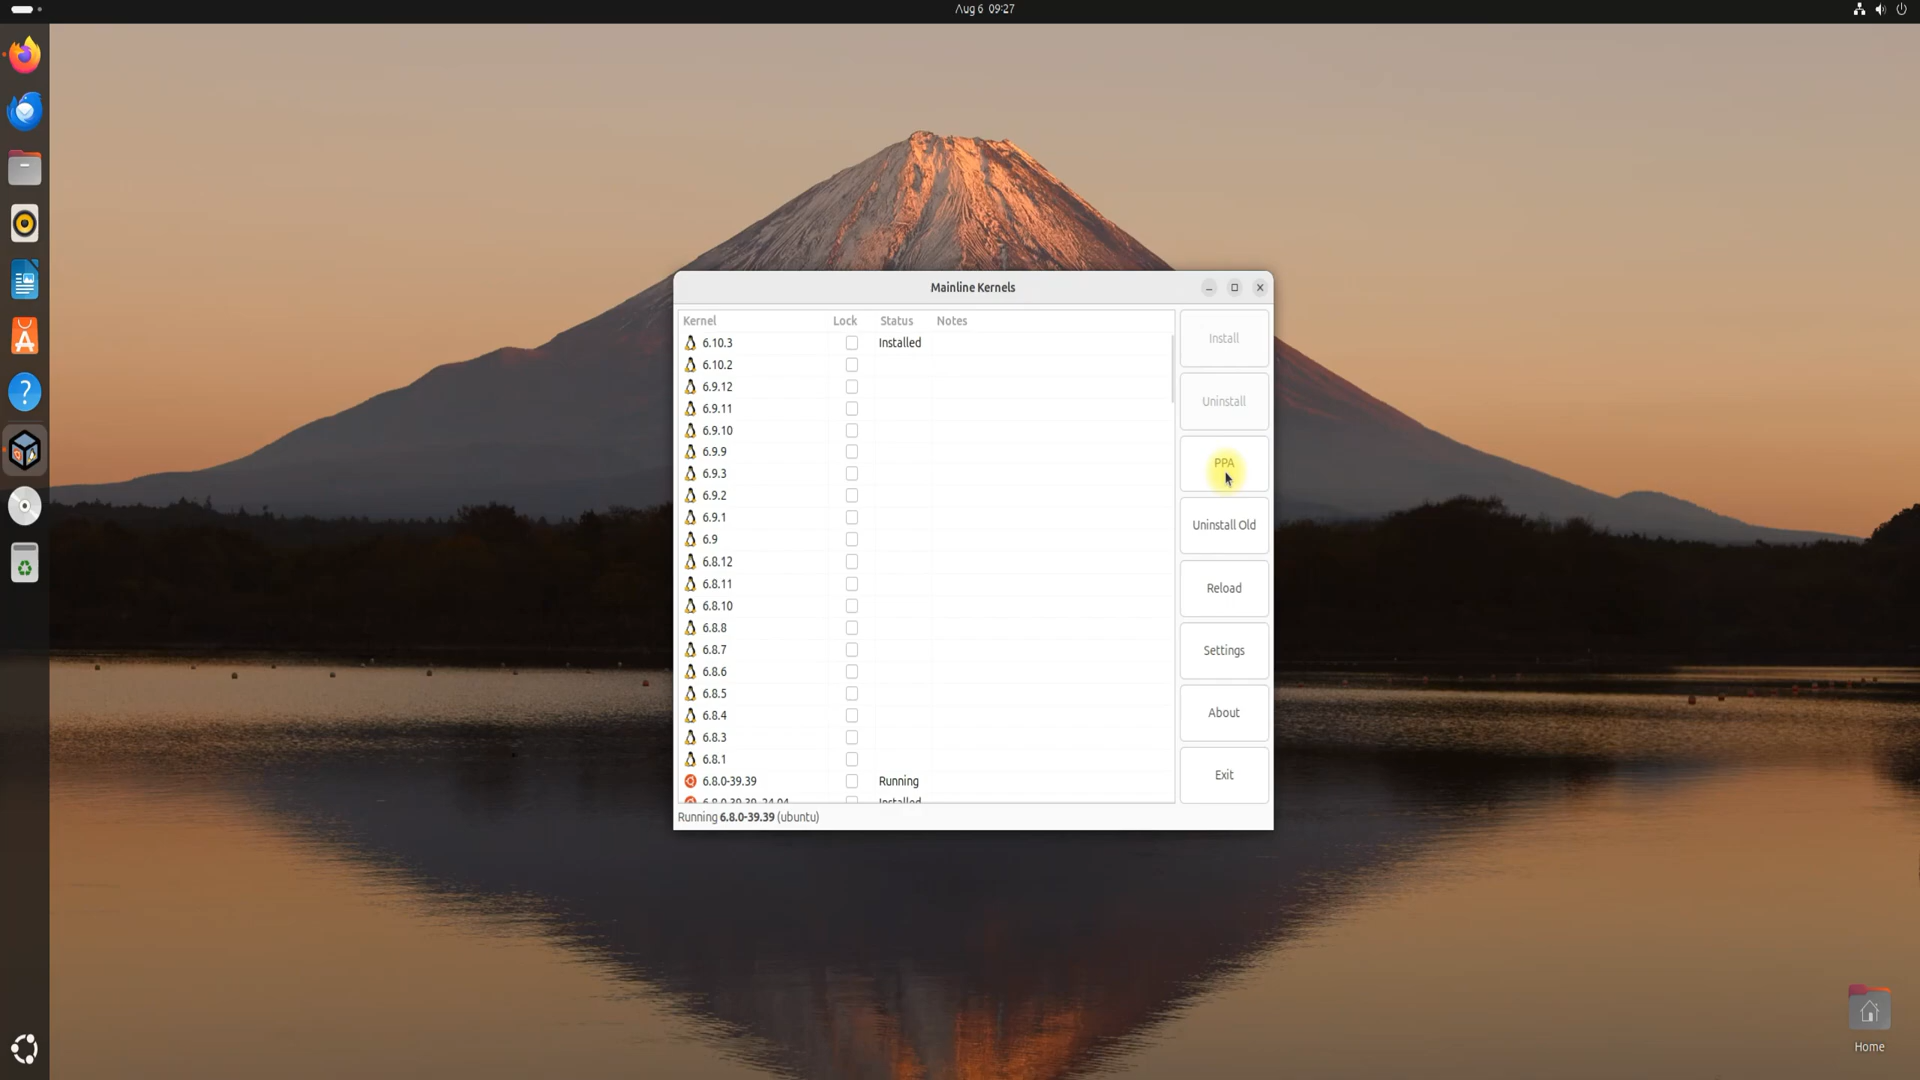 Aug 6 09:27
Mainline Kernels
Kernel Lock Status Notes
6.10.3 Installed
6.10.2
6.9.12
6.9.11
6.9.10
6.9.9
6.9.3
6.9.2
6.9.1
6.9
6.8.12
6.8.11
6.8.10
6.8.8
6.8.7
6.8.6
6.8.5
6.8.4
6.8.3
6.8.1
6.8.0-39.39 Running
Installed
Running 6.8.0-39.39 (ubuntu)
Install
Uninstall
PPA
Uninstall Old
Reload
Settings
About
Exit
Home